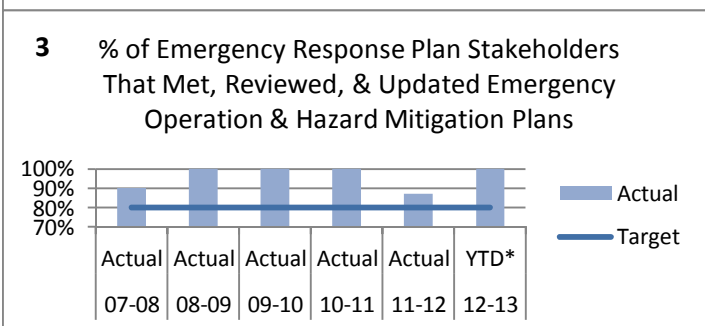 3 % of Emergency Response Plan Stakeholders
That Met, Reviewed, & Updated Emergency
Operation & Hazard Mitigation Plans
100%
90%
80%
70%
Actual
Target
Actual Actual Actual Actual Actual YTD*
07-08 08-09 09-10 10-11 11-12 12-13